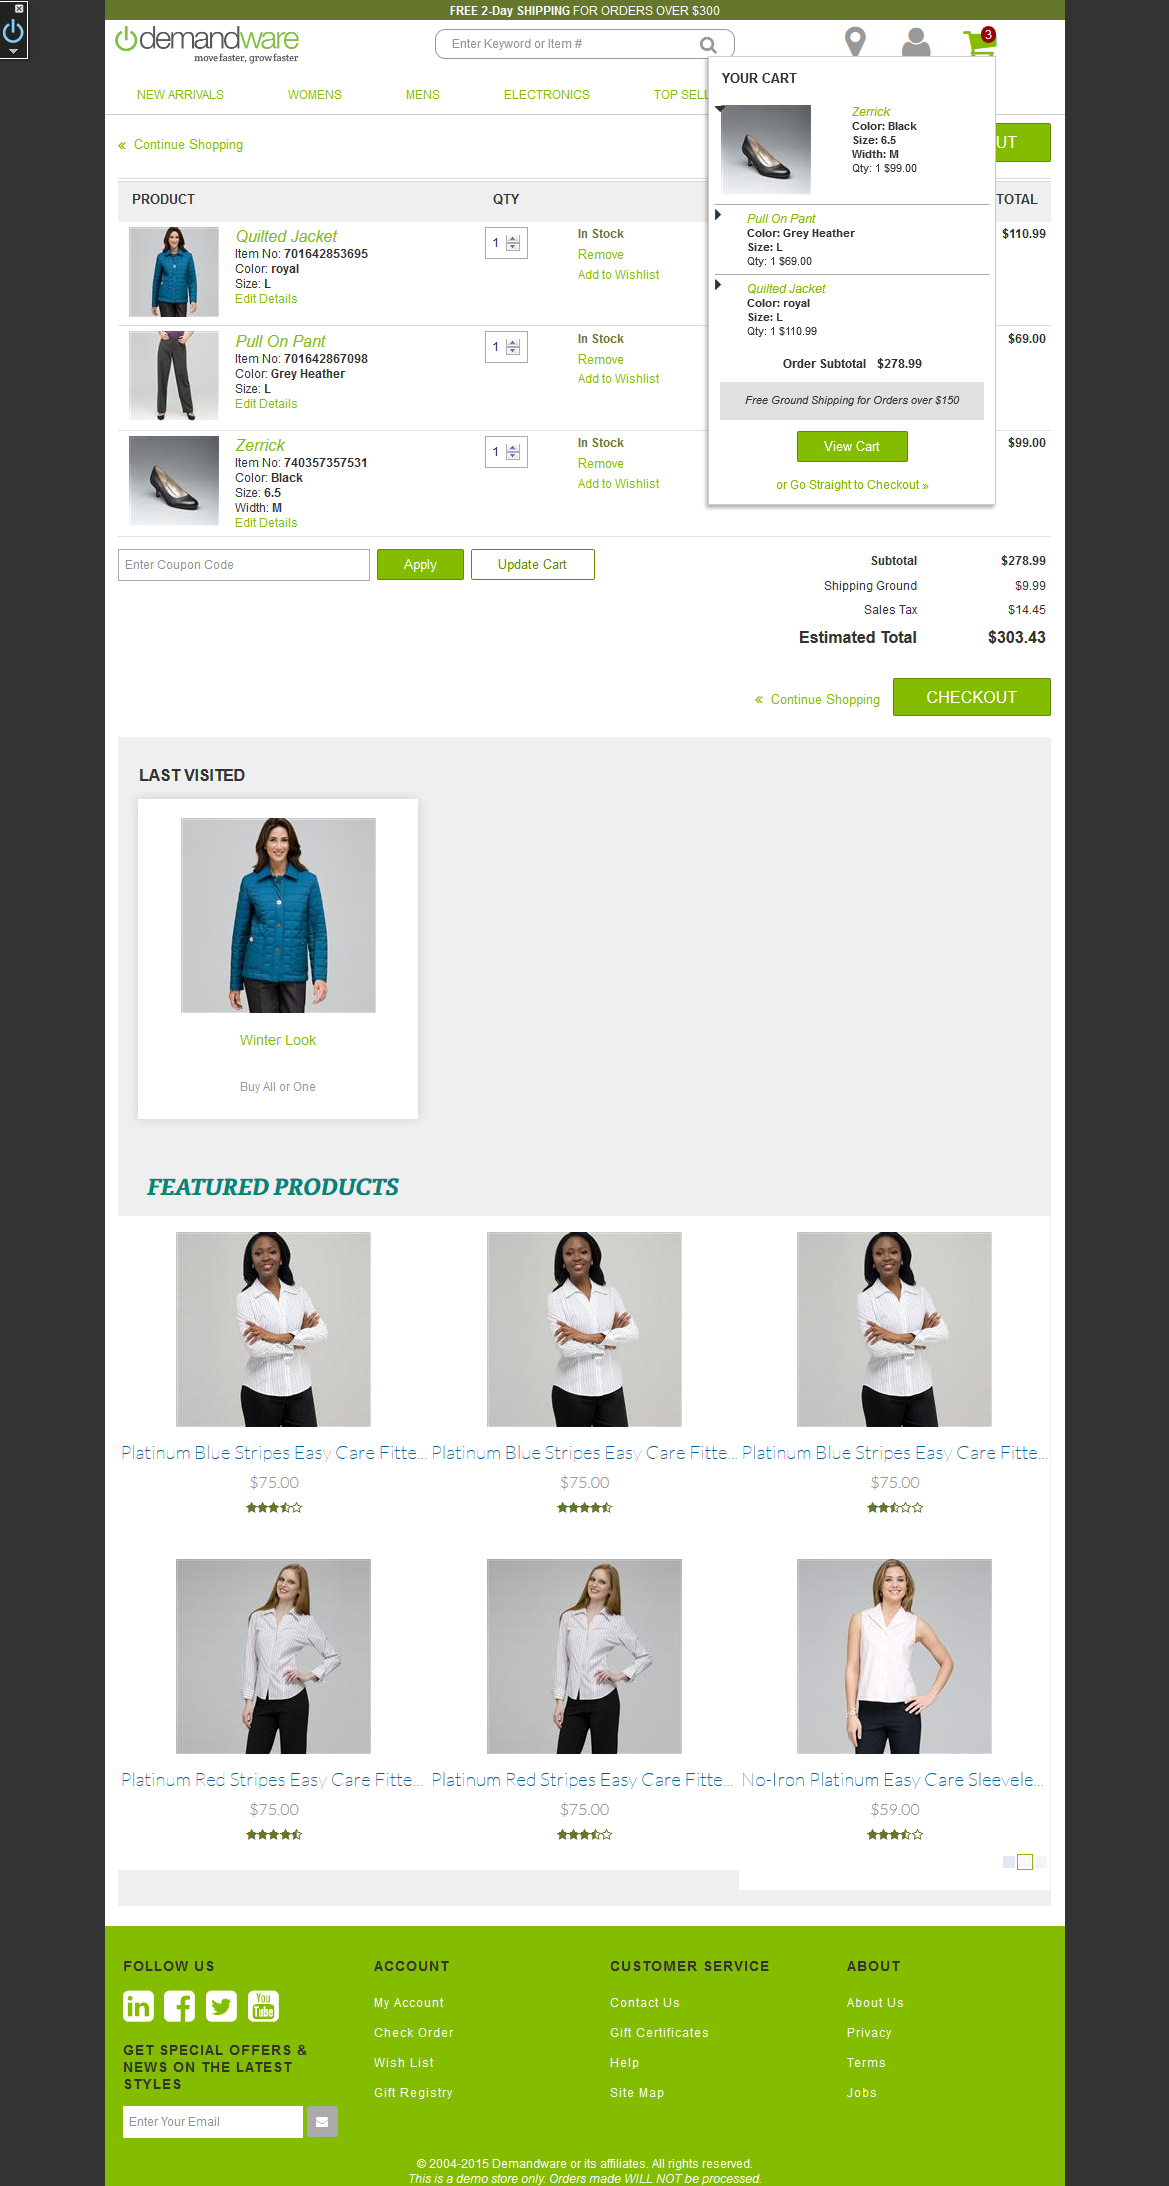 FREE 2-Day SHIPPING FOR ORDERS OVER $300
demandware
move faster, grow faster
Enter Keyword or Item #
3
NEW ARRIVALS
WOMENS
MENS
ELECTRONICS
TOP SELL
YOUR CART
Zerrick
Color: Black
Size: 6.5
Width: M
Qty: 1 $99.00
Pull On Pant
Color: Grey Heather
Size: L
Qty: 1 $69.00
Quilted Jacket
Color: royal
Size: L
Qty: 1 $110.99
Order Subtotal $278.99
Free Ground Shipping for Orders over $150
View Cart
or Go Straight to Checkout »
« Continue Shopping
UT
PRODUCT
QTY
TOTAL
Quilted Jacket
Item No: 701642853695
Color: royal
Size: L
Edit Details
1
In Stock
Remove
Add to Wishlist
$110.99
Pull On Pant
Item No: 701642867098
Color: Grey Heather
Size: L
Edit Details
1
In Stock
Remove
Add to Wishlist
$69.00
Zerrick
Item No: 740357357531
Color: Black
Size: 6.5
Width: M
Edit Details
1
In Stock
Remove
Add to Wishlist
$99.00
Enter Coupon Code
Apply
Update Cart
Subtotal $278.99
Shipping Ground $9.99
Sales Tax $14.45
Estimated Total $303.43
« Continue Shopping
CHECKOUT
LAST VISITED
Winter Look
Buy All or One
FEATURED PRODUCTS
Platinum Blue Stripes Easy Care Fitte...
$75.00
Platinum Blue Stripes Easy Care Fitte...
$75.00
Platinum Blue Stripes Easy Care Fitte...
$75.00
Platinum Red Stripes Easy Care Fitte...
$75.00
Platinum Red Stripes Easy Care Fitte...
$75.00
No-Iron Platinum Easy Care Sleevele...
$59.00
FOLLOW US
in
You
Tube
GET SPECIAL OFFERS &
NEWS ON THE LATEST
STYLES
Enter Your Email
ACCOUNT
My Account
Check Order
Wish List
Gift Registry
CUSTOMER SERVICE
Contact Us
Gift Certificates
Help
Site Map
ABOUT
About Us
Privacy
Terms
Jobs
© 2004-2015 Demandware or its affiliates. All rights reserved.
This is a demo store only. Orders made WILL NOT be processed.